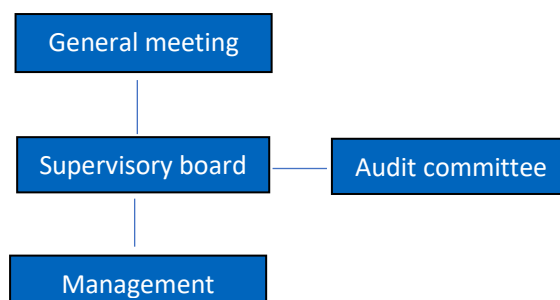 General meeting
Supervisory board
Audit committee
Management